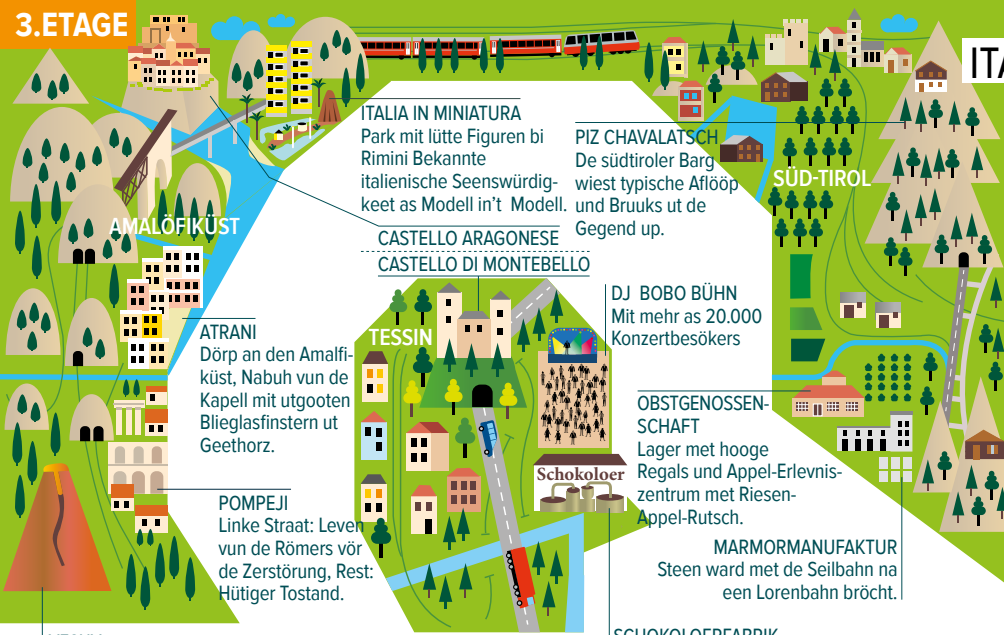 3.ETAGE
ITA
ITALIA IN MINIATURA
Park mit lütte Figuren bi
Rimini Bekannte
italienische Seenswürdig-
keet as Modell in't Modell.
PIZ CHAVALATSCH
De südtiroler Barg
wiest typische Aflööp
und Bruuks ut de
Gegend up.
SÜD-TIROL
AMALÖFIKÜST
CASTELLO ARAGONESE
CASTELLO DI MONTEBELLO
DJ BOBO BÜHN
Mit mehr as 20.000
Konzertbesökers
TESSIN
ATRANI
Dörp an den Amalfi-
küst, Nabuh vun de
Kapell mit utgooten
Blieglasfinstern ut
Geethorz.
OBSTGENOSSEN-
SCHAFT
Lager met hooge
Regals und Appel-Erlevnis-
zentrum met Riesen-
Appel-Rutsch.
Schokoloer
POMPEJI
Linke Straat: Leven
vun de Römers vör
de Zerstörung, Rest:
Hütiger Tostand.
MARMORMANUFAKTUR
Steen ward met de Seilbahn na
een Lorenbahn bröcht.
SCHOKOLOERFABRIK